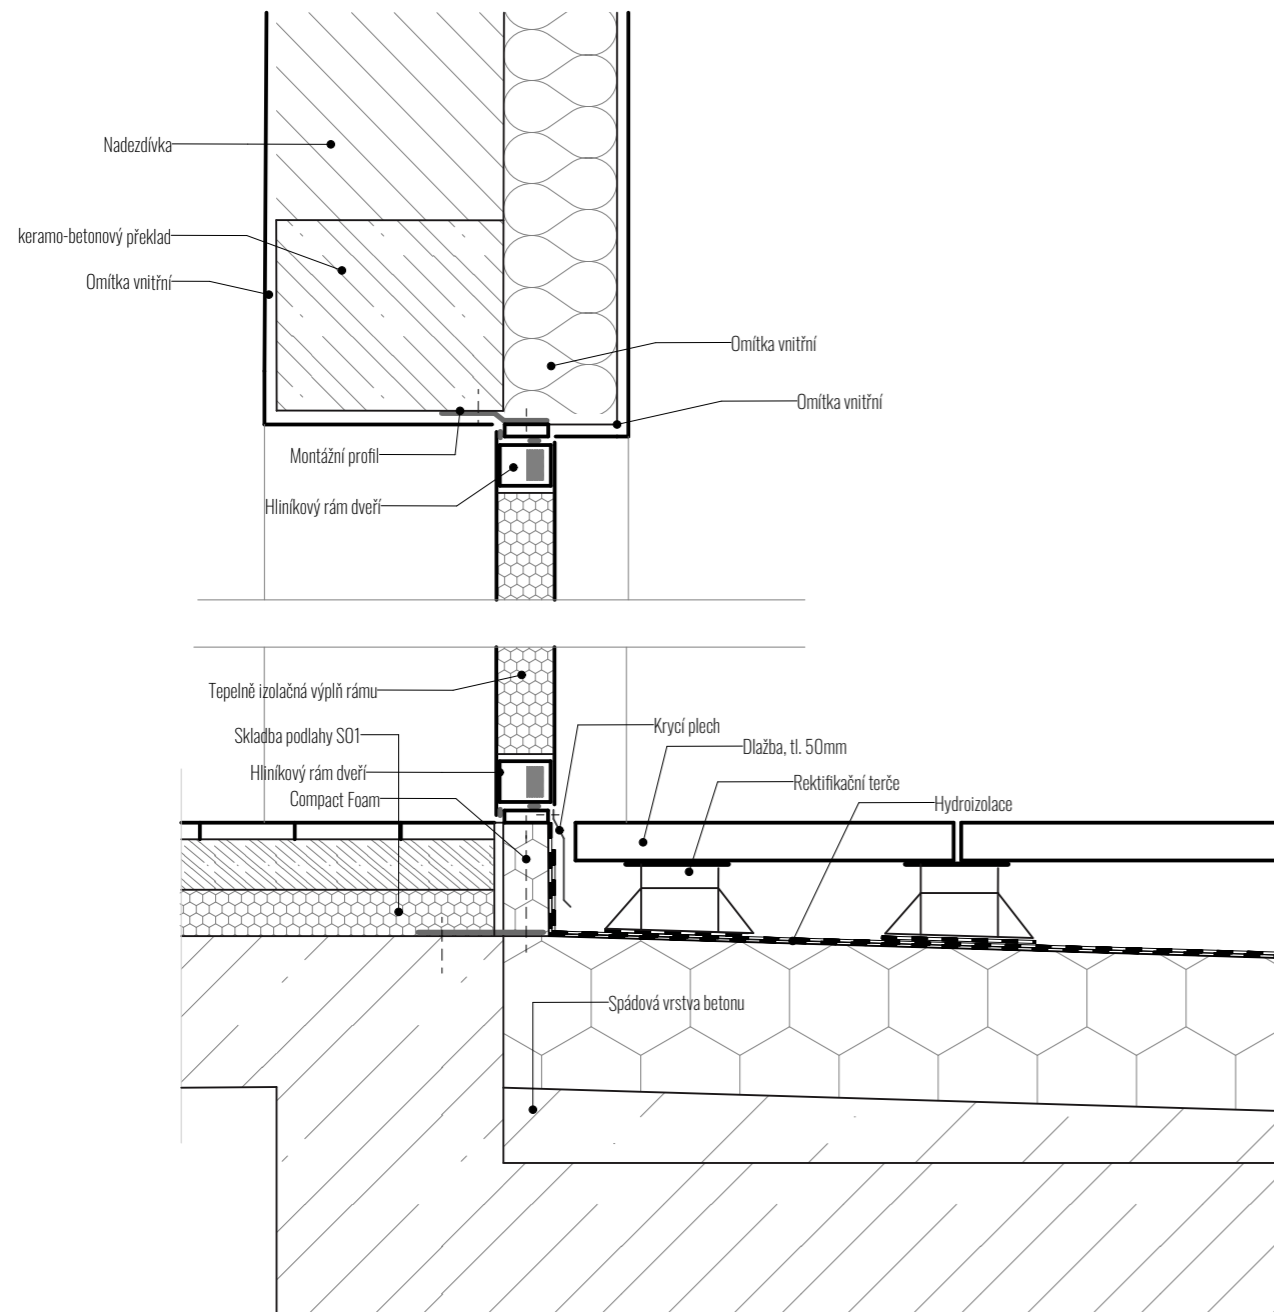 Nadezdívka
keramo-betonový překlad
Omítka vnitřní
Omítka vnitřní
Omítka vnitřní
Montážní profil
Hliníkový rám dveří
Tepelně izolačná výplň rámu
Krycí plech
Skladba podlahy S01
Dlažba, tl. 50mm
Hliníkový rám dveří
Rektifikační terče
Compact Foam
Hydroizolace
Spádová vrstva betonu